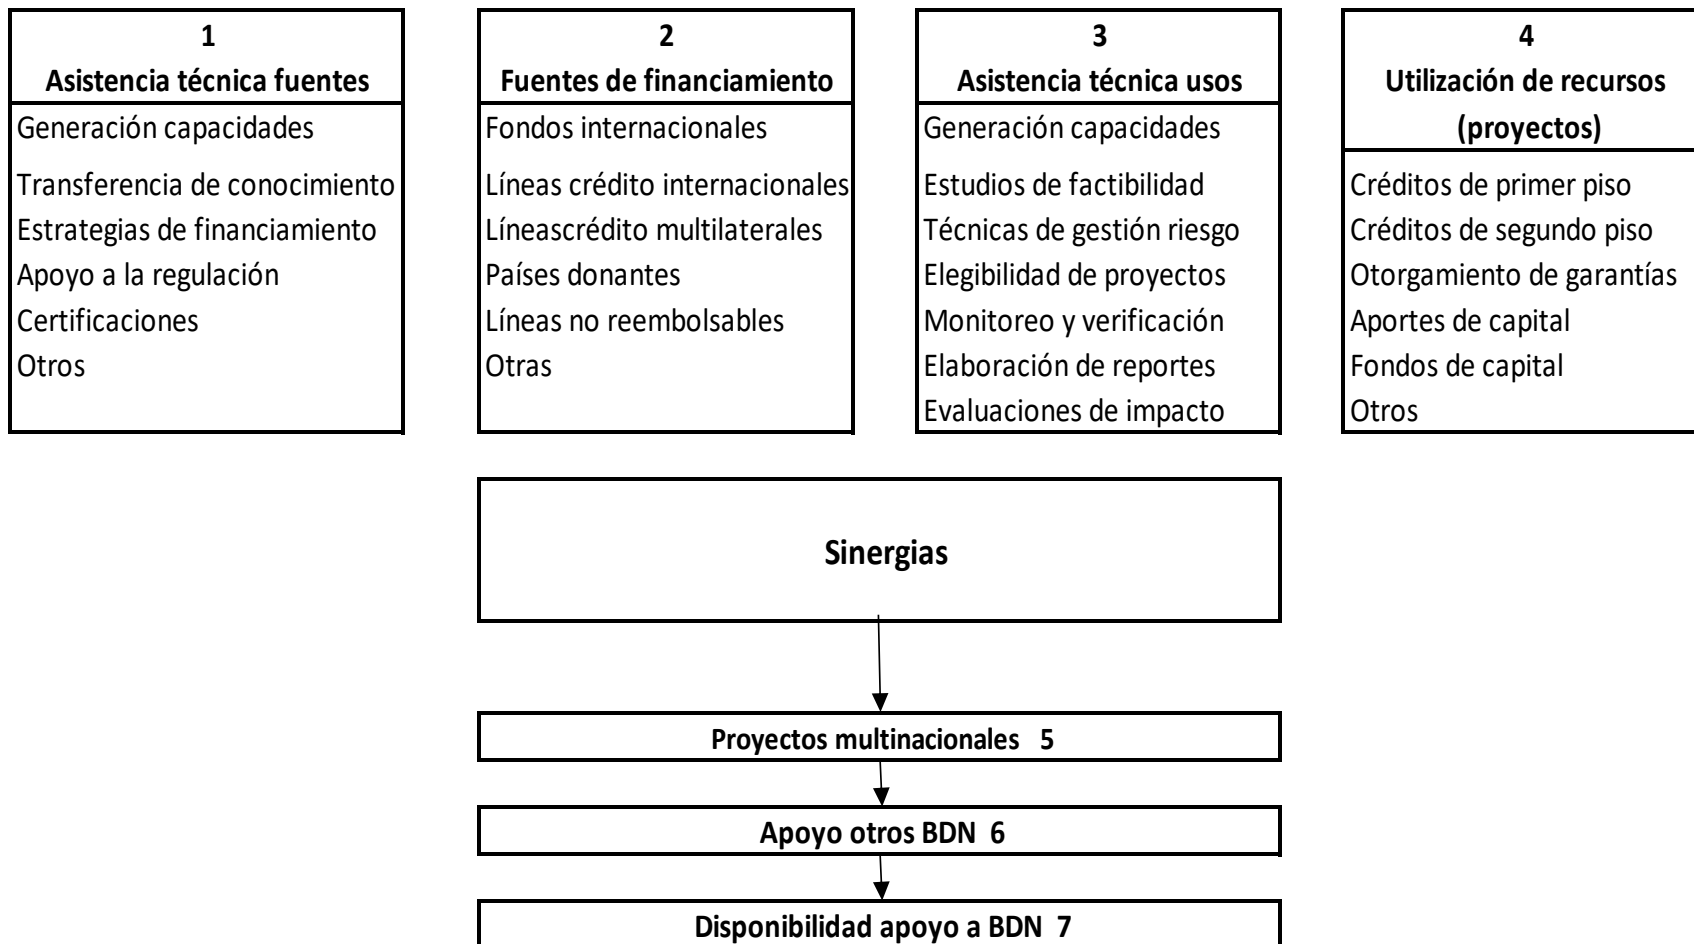 1
Asistencia técnica fuentes
Generación capacidades
Transferencia de conocimiento
Estrategias de financiamiento
Apoyo a la regulación
Certificaciones
Otros
2
Fuentes de financiamiento
Fondos internacionales
Líneas crédito internacionales
Líneascrédito multilaterales
Países donantes
Líneas no reembolsables
Otras
3
Asistencia técnica usos
Generación capacidades
Estudios de factibilidad
Técnicas de gestión riesgo
Elegibilidad de proyectos
Monitoreo y verificación
Elaboración de reportes
Evaluaciones de impacto
4
Utilización de recursos
(proyectos)
Créditos de primer piso
Créditos de segundo piso
Otorgamiento de garantías
Aportes de capital
Fondos de capital
Otros
Sinergias
Proyectos multinacionales 5
Apoyo otros BDN 6
Disponibilidad apoyo a BDN 7